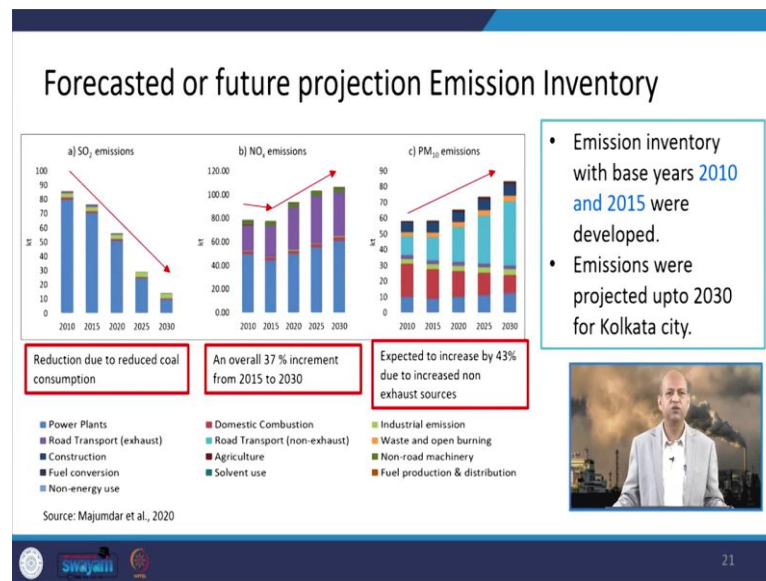 Forecasted or future projection Emission Inventory
a) SO2 emissions
b) NOx emissions
c) PM10 emissions
100
90
80
70
60
50
40
30
20
10
0
kt
2010 2015 2020 2025 2030
120.00
100.00
80.00
60.00
40.00
20.00
0.00
kt
2010 2015 2020 2025 2030
90
80
70
60
50
40
30
20
10
0
kt
2010 2015 2020 2025 2030
Reduction due to reduced coal
consumption
An overall 37 % increment
from 2015 to 2030
Expected to increase by 43%
due to increased non
exhaust sources
• Emission inventory
with base years 2010
and 2015 were
developed.
• Emissions were
projected upto 2030
for Kolkata city.
Power Plants
Domestic Combustion
Industrial emission
Road Transport (exhaust)
Road Transport (non-exhaust)
Waste and open burning
Construction
Agriculture
Non-road machinery
Fuel conversion
Solvent use
Fuel production & distribution
Non-energy use
Source: Majumdar et al., 2020
swayam
21